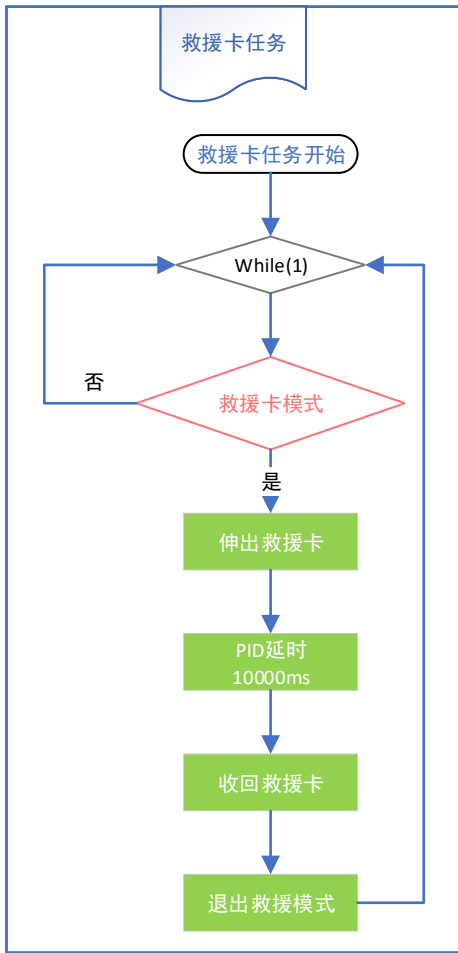 救援卡任务
救援卡任务开始
While(1)
救援卡模式
否
是
伸出救援卡
PID延时
10000ms
收回救援卡
退出救援模式